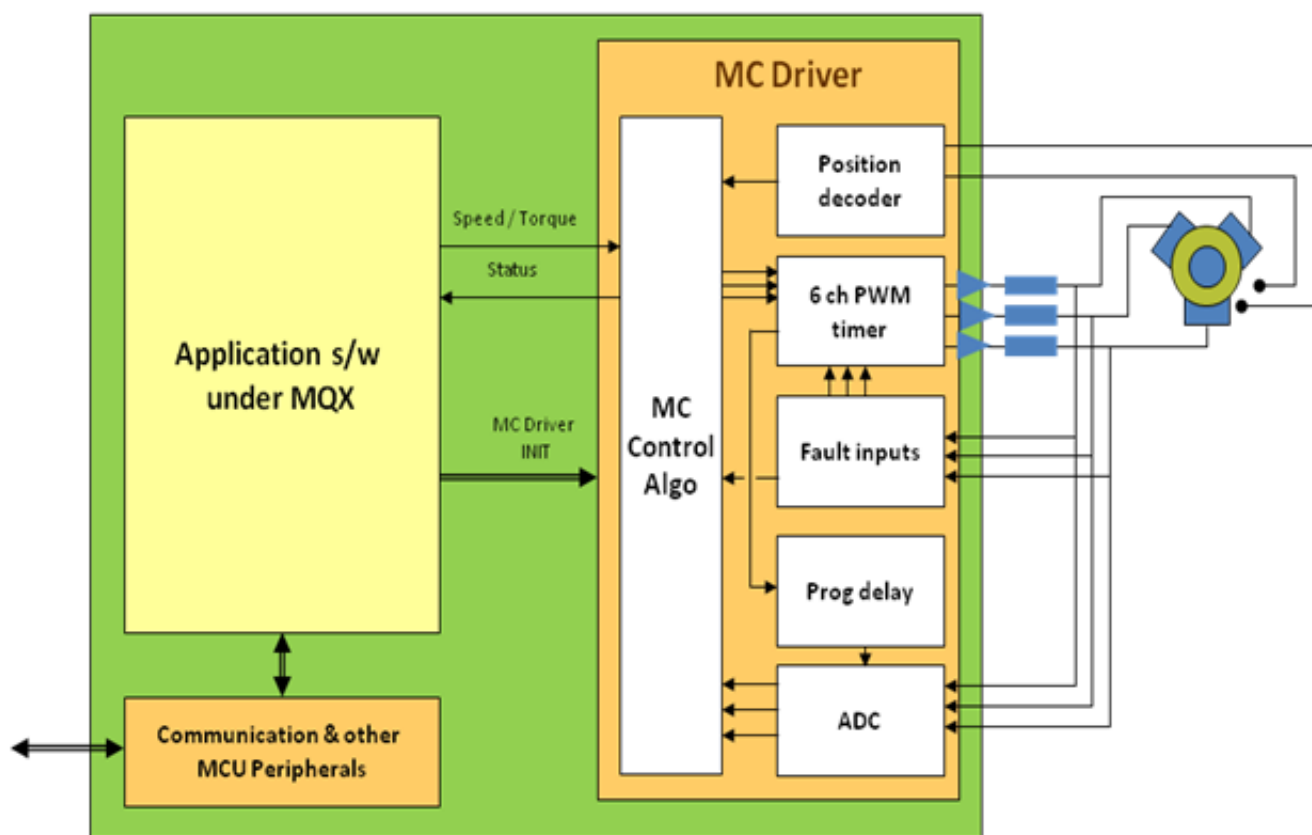 MC Driver
Position
decoder
Speed / Torque
Status
6 ch PWM
timer
Application s/w
under MQX
MC Driver
INIT
MC
Control
Algo
Fault inputs
Prog delay
ADC
Communication & other
MCU Peripherals